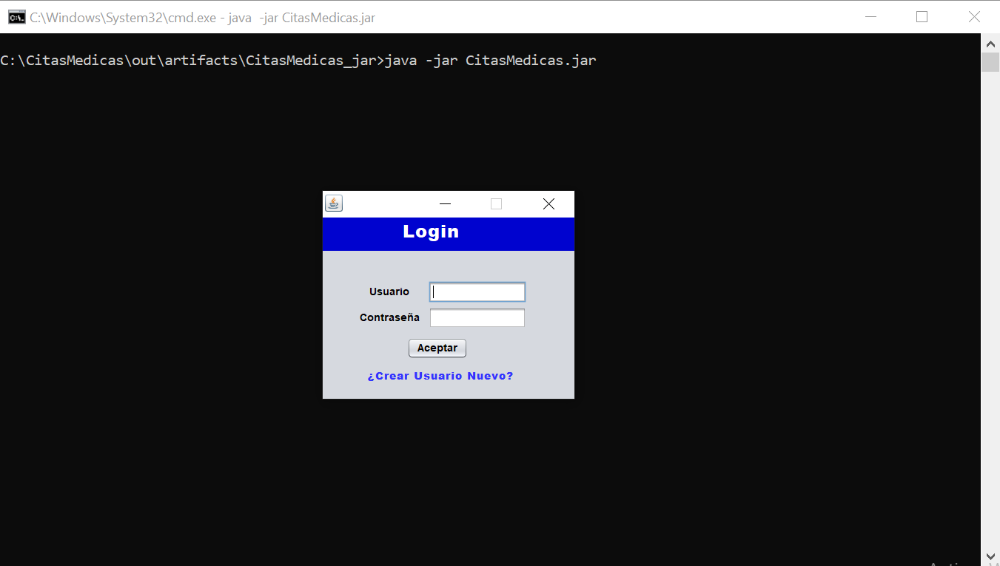 C:\Windows\System32\cmd.exe - java  -jar CitasMedicas.jar
C:\CitasMedicas\out\artifacts\CitasMedicas_jar>java -jar CitasMedicas.jar
Login
Usuario
Contraseña
Aceptar
¿Crear Usuario Nuevo?